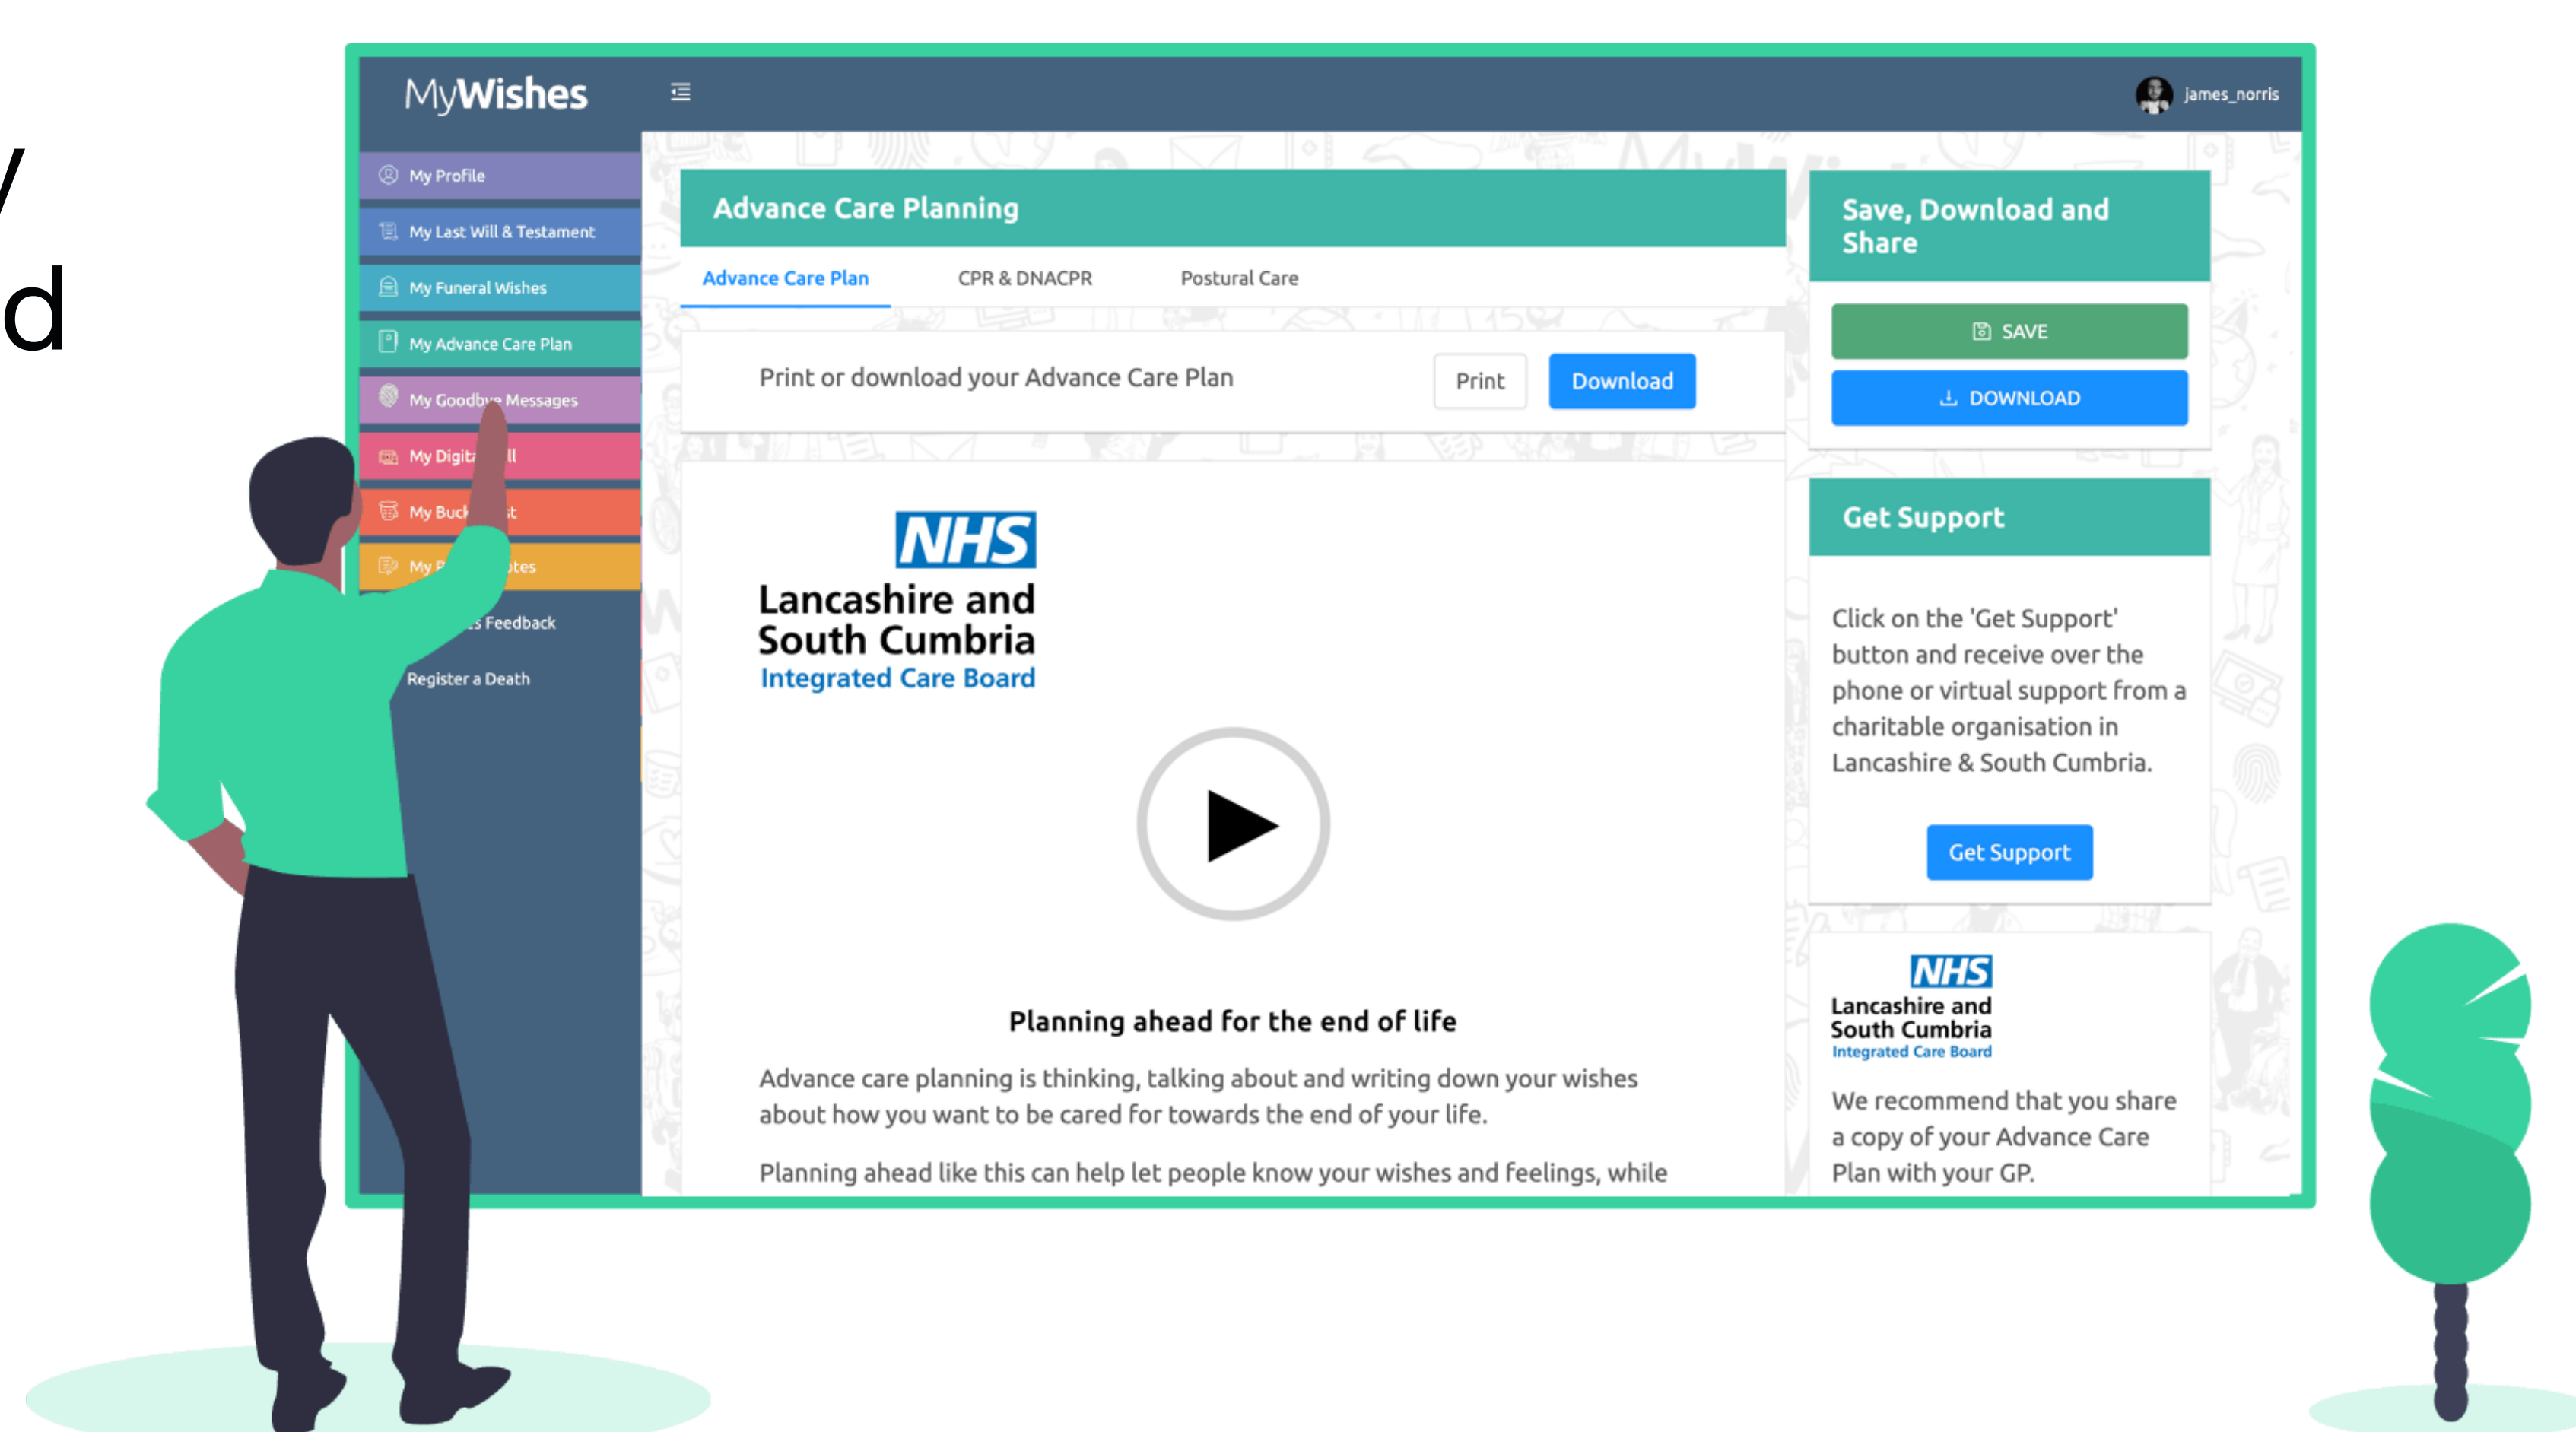 y
d
MyWishes
james_norris
My Profile
My Last Will & Testament
My Funeral Wishes
My Advance Care Plan
My Goodbye Messages
My
My
My
Feedback
Register a Death
Advance Care Planning
Advance Care Plan
CPR & DNACPR
Postural Care
Print or download your Advance Care Plan
Print
Download
NHS
Lancashire and
South Cumbria
Integrated Care Board
Planning ahead for the end of life
Advance care planning is thinking, talking about and writing down your wishes
about how you want to be cared for towards the end of your life.
Planning ahead like this can help let people know your wishes and feelings, while
Save, Download and
Share
SAVE
DOWNLOAD
Get Support
Click on the 'Get Support'
button and receive over the
phone or virtual support from a
charitable organisation in
Lancashire & South Cumbria.
Get Support
NHS
Lancashire and
South Cumbria
Integrated Care Board
We recommend that you share
a copy of your Advance Care
Plan with your GP.